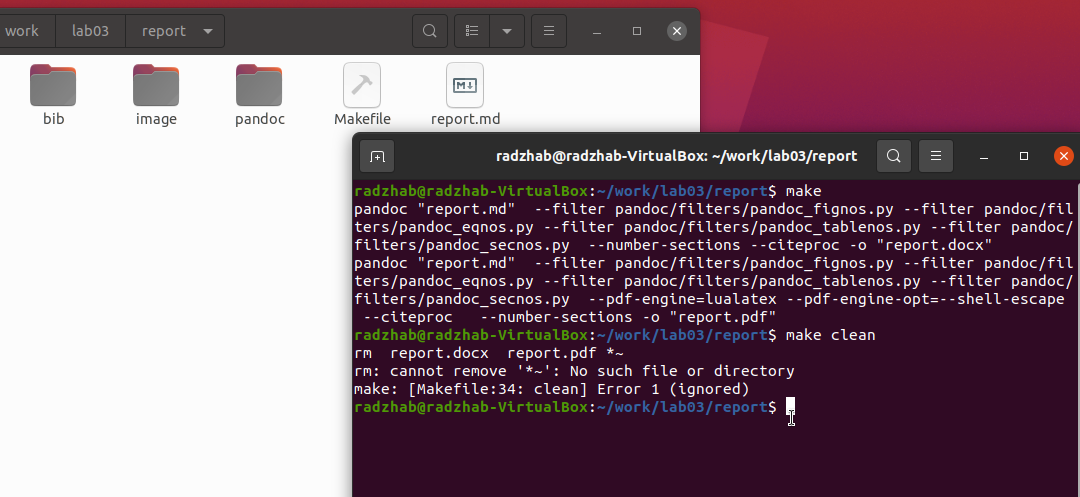 work lab03 report
bib image pandoc Makefile report.md
radzhab@radzhab-VirtualBox: ~/work/lab03/report
radzhab@radzhab-VirtualBox:~/work/lab03/report$ make
pandoc "report.md"  --filter pandoc/filters/pandoc_fignos.py --filter pandoc/fil
ters/pandoc_eqnos.py --filter pandoc/filters/pandoc_tablenos.py --filter pandoc/
filters/pandoc_secnos.py  --number-sections --citeproc -o "report.docx"
pandoc "report.md"  --filter pandoc/filters/pandoc_fignos.py --filter pandoc/fil
ters/pandoc_eqnos.py --filter pandoc/filters/pandoc_tablenos.py --filter pandoc/
filters/pandoc_secnos.py  --pdf-engine=lualatex --pdf-engine-opt=--shell-escape
 --citeproc   --number-sections -o "report.pdf"
radzhab@radzhab-VirtualBox:~/work/lab03/report$ make clean
rm  report.docx  report.pdf *~
rm: cannot remove '*~': No such file or directory
make: [Makefile:34: clean] Error 1 (ignored)
radzhab@radzhab-VirtualBox:~/work/lab03/report$